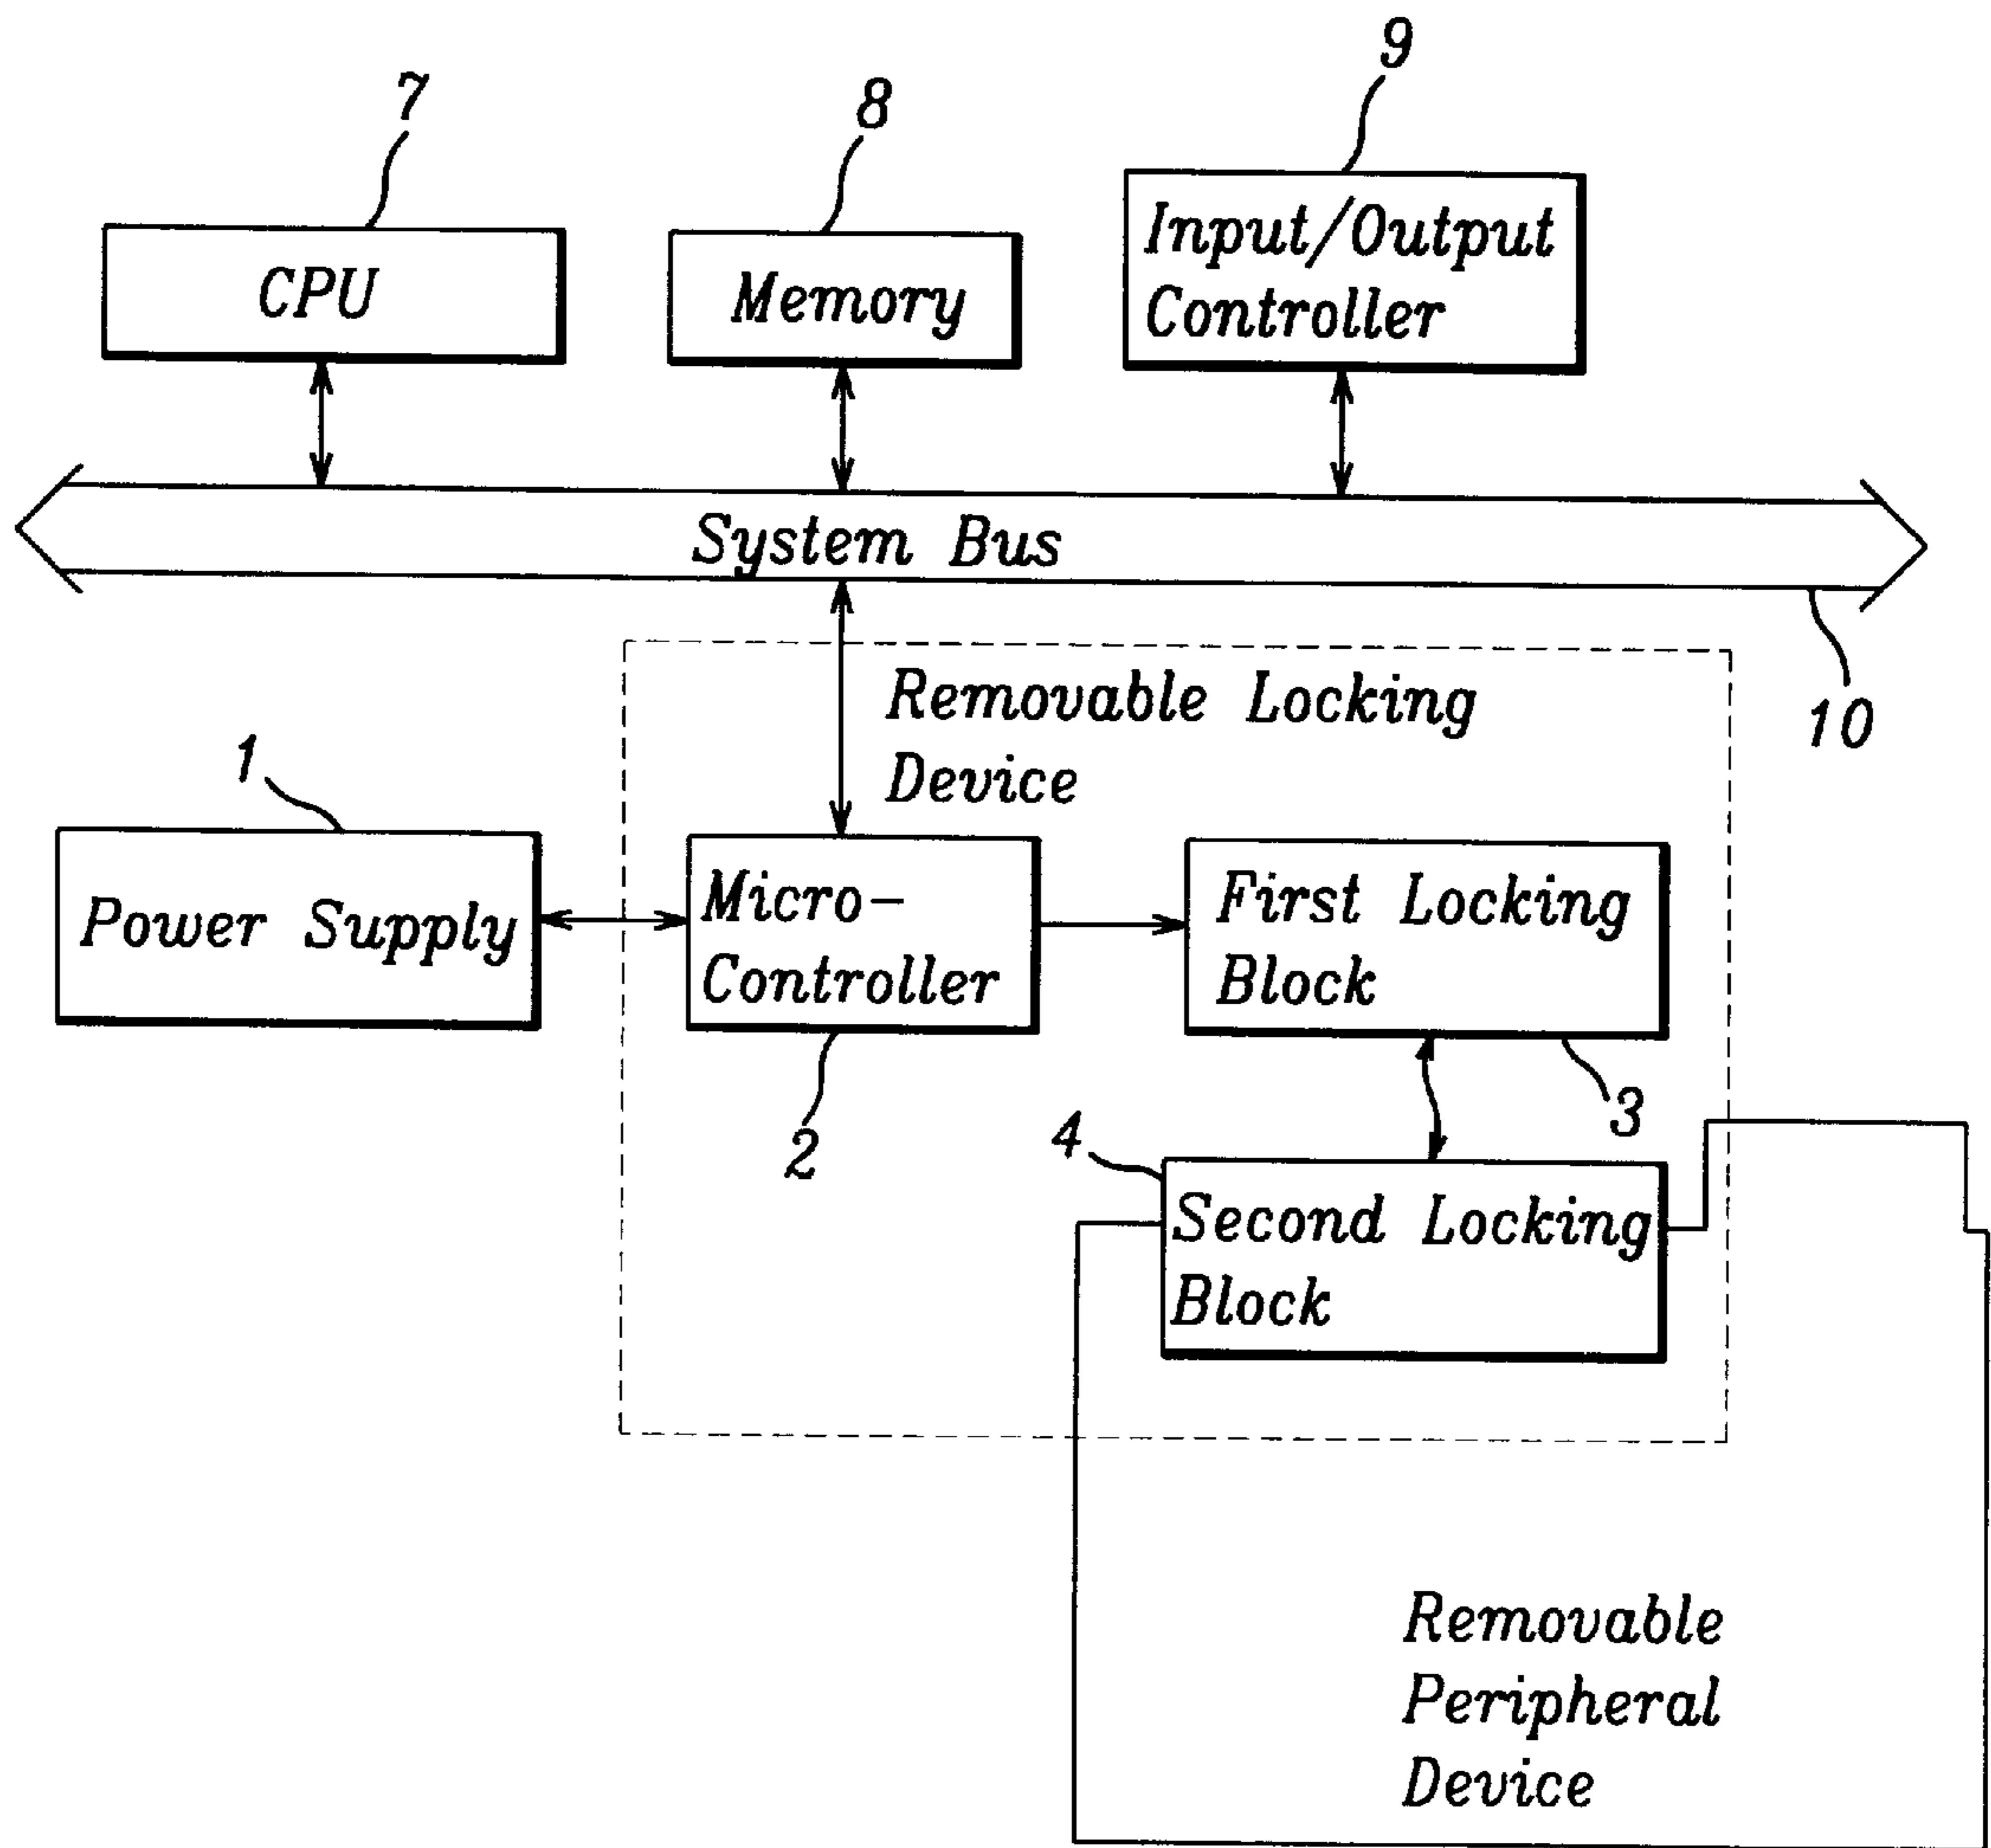 9
7
8
CPU
Memory
Input/Output
Controller
System Bus
10
Removable Locking
Device
1
Power Supply
Micro-
Controller
2
First Locking
Block
3
4
Second Locking
Block
Removable
Peripheral
Device